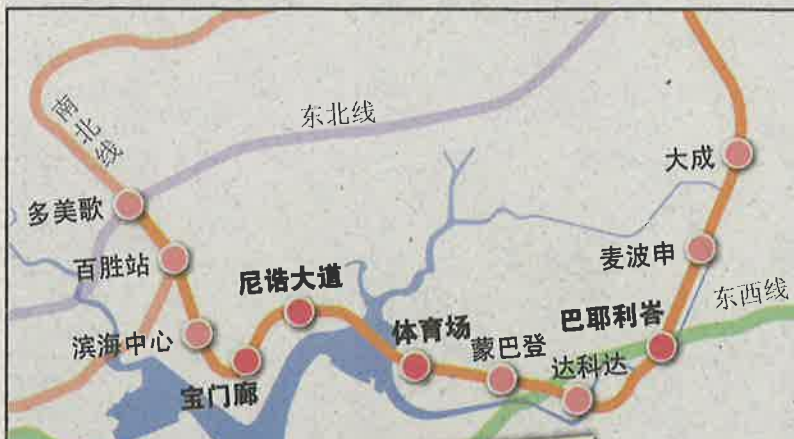 南北线
东北线
大成
多美歌
麦波申
百胜站
尼诰大道
东西线
巴耶利峇
体育场
滨海中心
蒙巴登
达科达
宝门廊